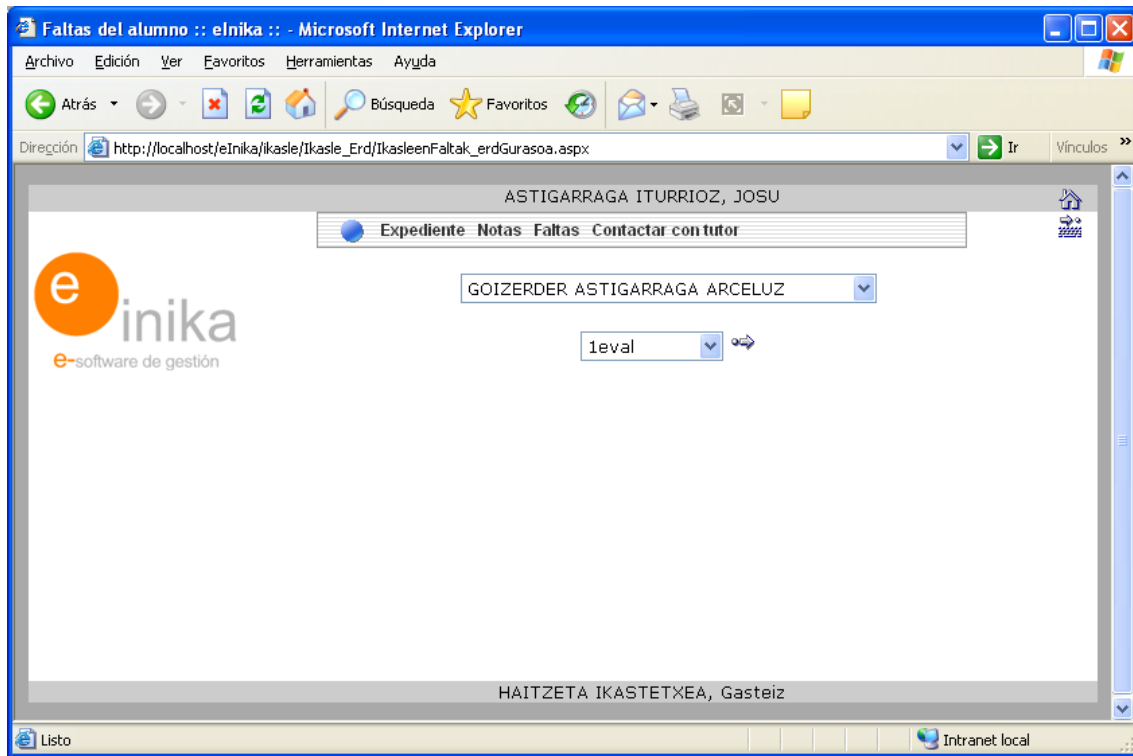 Faltas del alumno :: eInika :: - Microsoft Internet Explorer
Archivo Edición Ver Favoritos Herramientas Ayuda
Atrás Búsqueda Favoritos
Dirección http://localhost/eInika/ikasle/Ikasle_Erd/IkasleenFaltak_erdGurasoa.aspx Ir Vínculos »
ASTIGARRAGA ITURRIOZ, JOSU
Expediente Notas Faltas Contactar con tutor
GOIZERDER ASTIGARRAGA ARCELUZ
e inika
e-software de gestión
1eval
HAITZETA IKASTETXEA, Gasteiz
Listo Intranet local